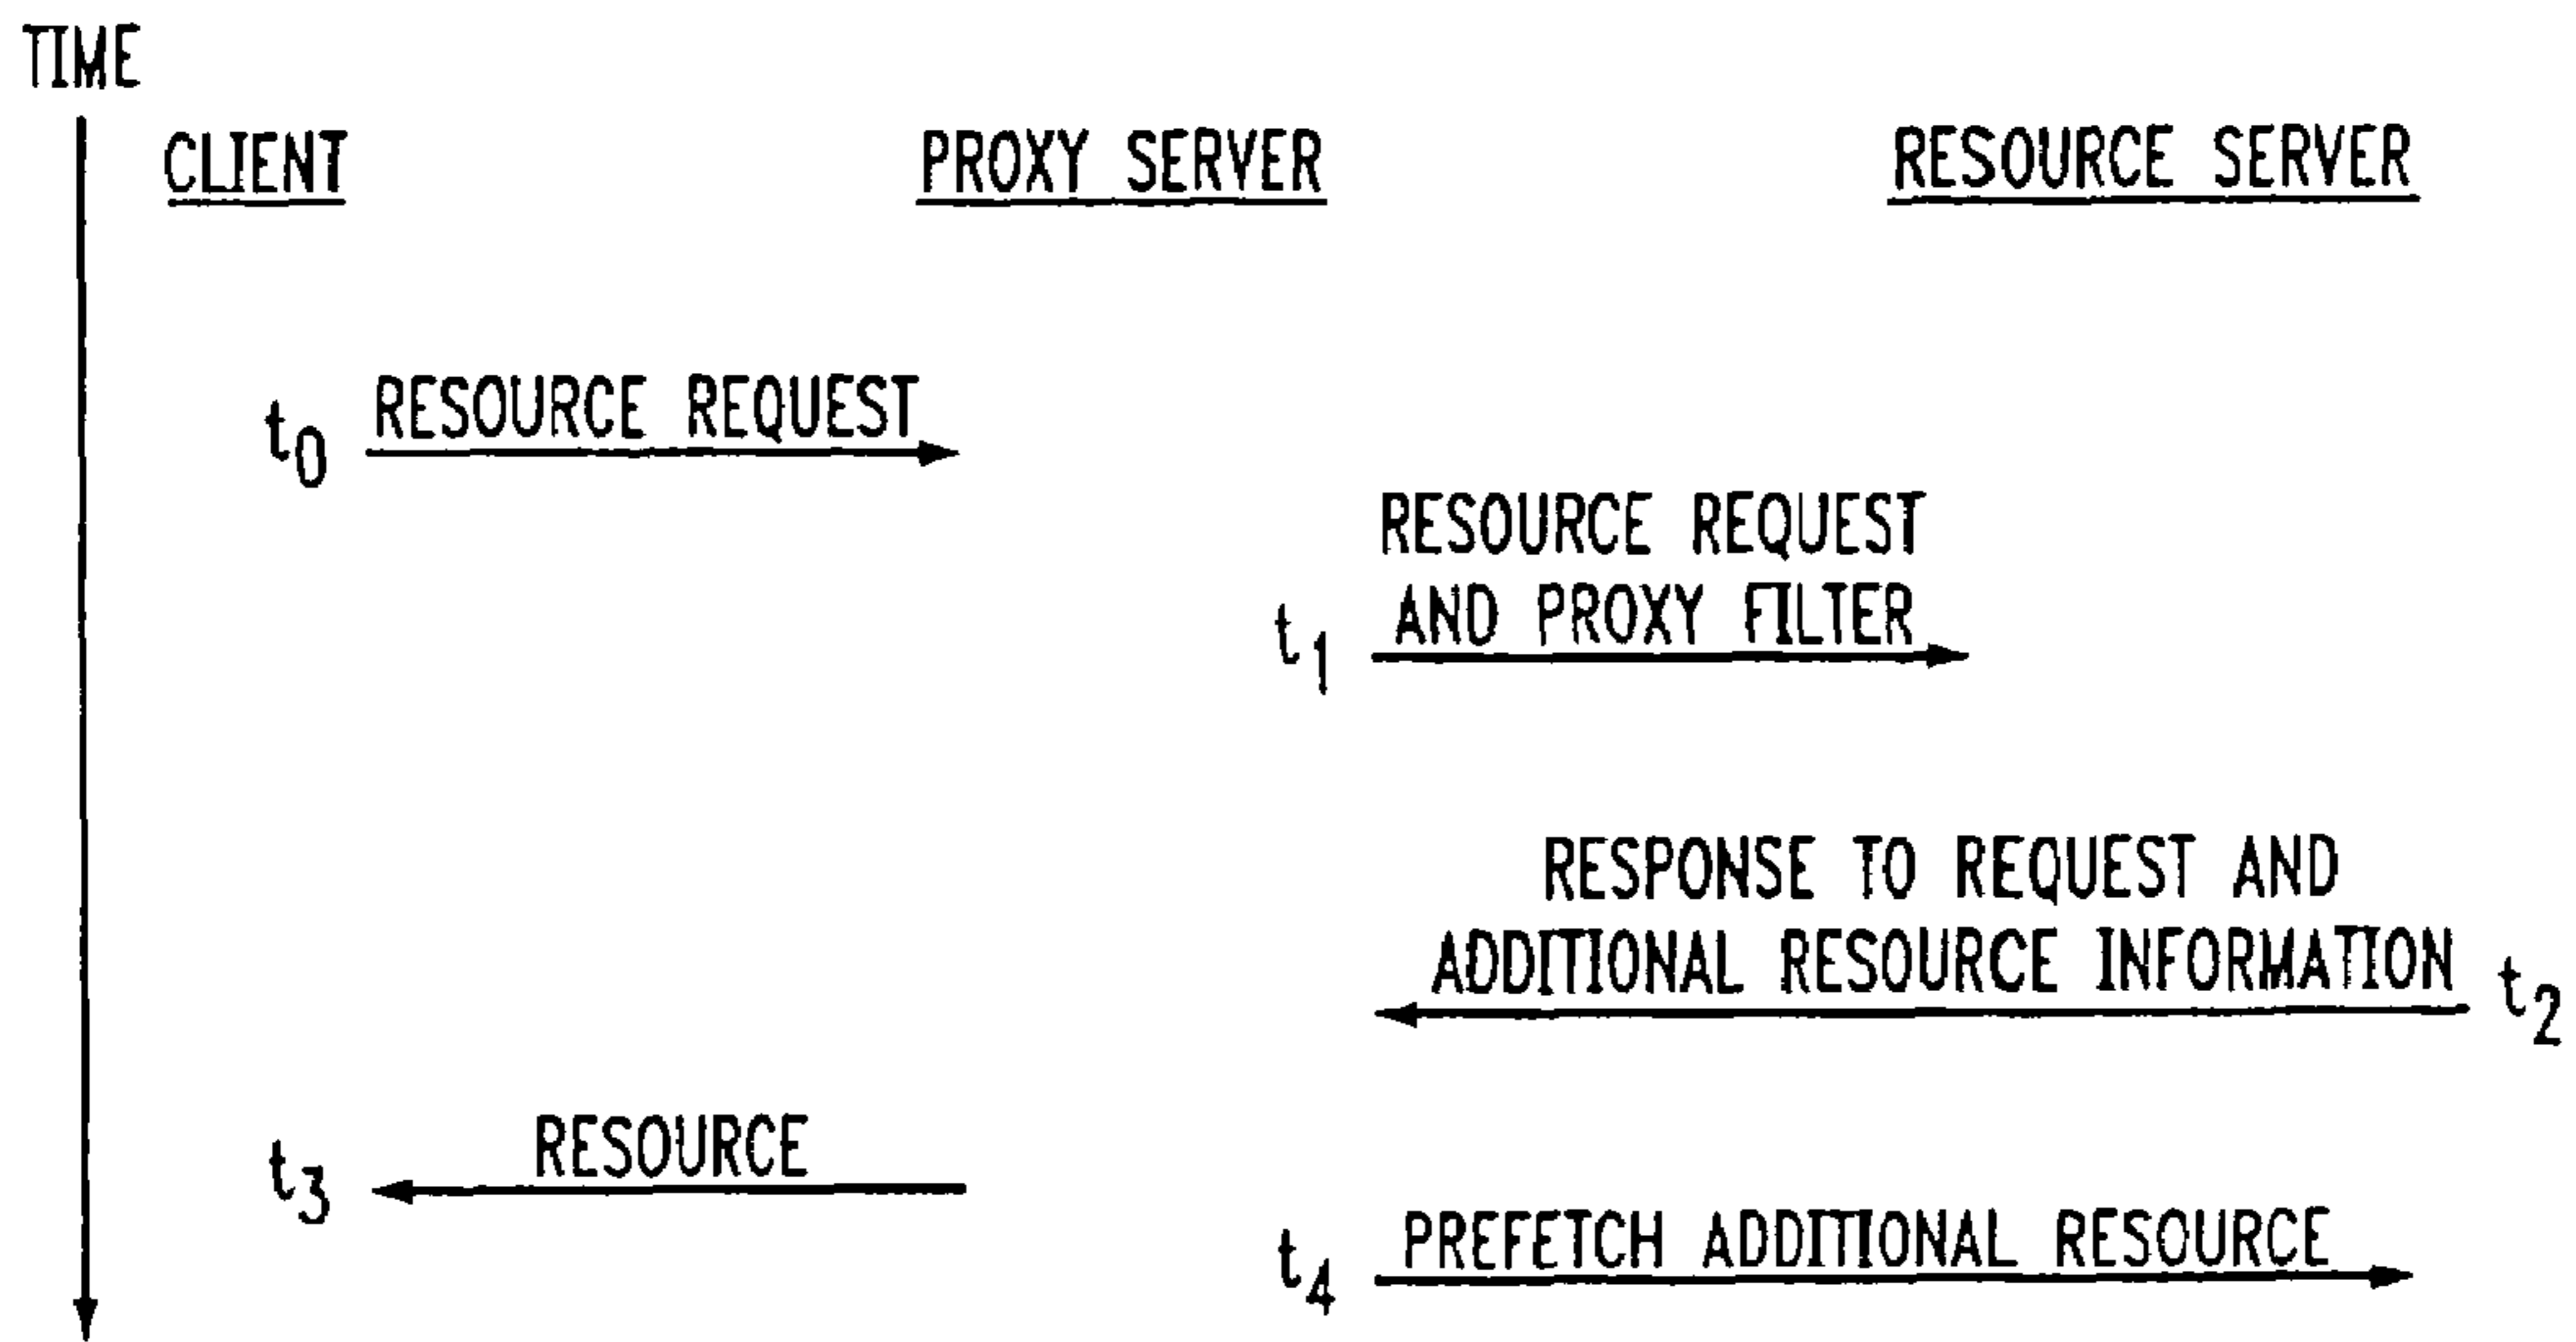 TIME
CLIENT PROXY SERVER RESOURCE SERVER
t0 RESOURCE REQUEST
RESOURCE REQUEST
t1 AND PROXY FILTER
RESPONSE TO REQUEST AND
ADDITIONAL RESOURCE INFORMATION t2
t3 RESOURCE
t4 PREFETCH ADDITIONAL RESOURCE